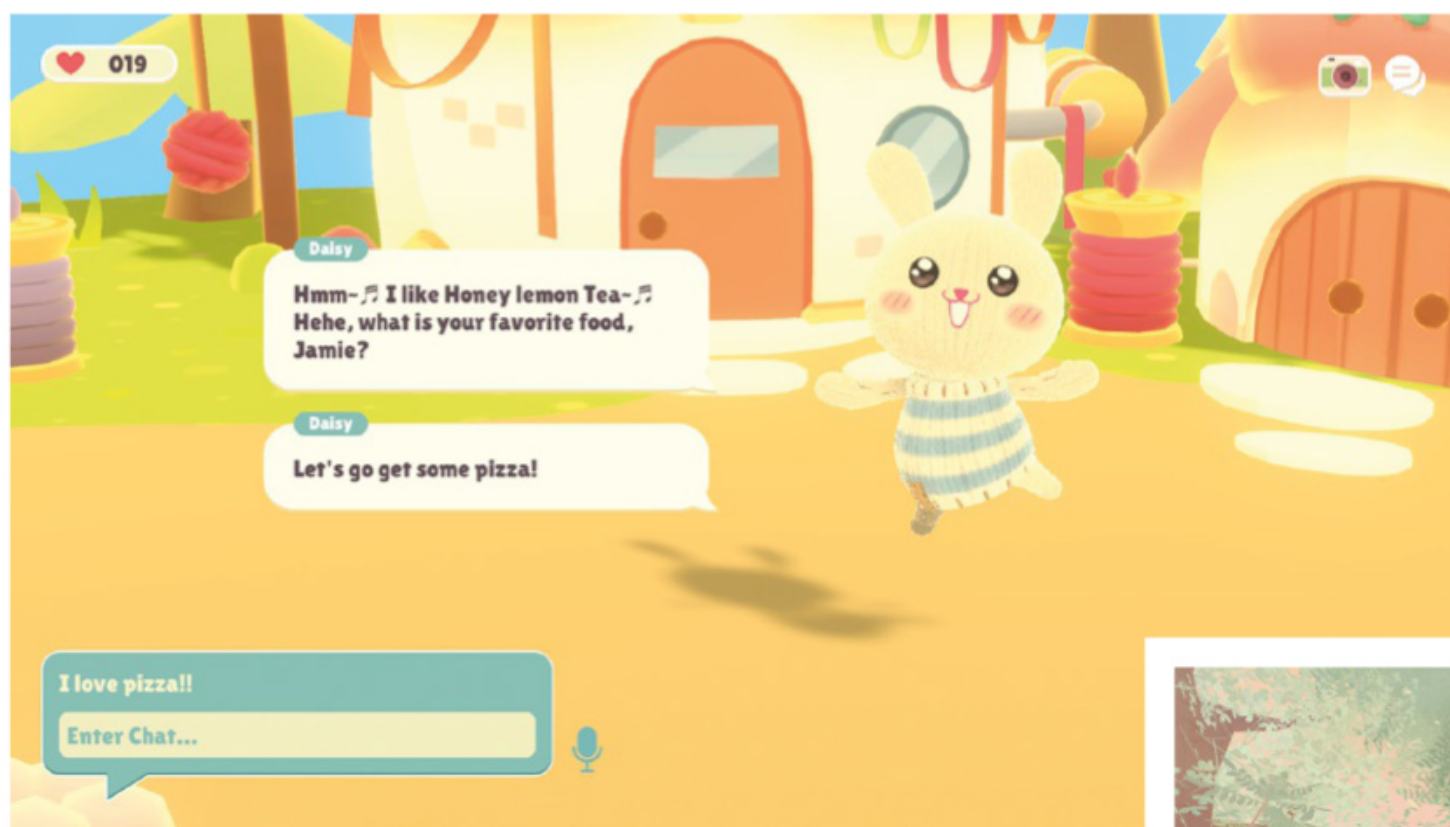 019
Daisy
Hmm~♬ I like Honey lemon Tea~♬
Hehe, what is your favorite food,
Jamie?
Daisy
Let's go get some pizza!
I love pizza!!
Enter Chat...